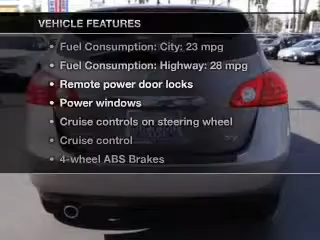 VEHICLE FEATURES
• Fuel Consumption: City: 23 mpg
• Fuel Consumption: Highway: 28 mpg
• Remote power door locks
• Power windows
• Cruise controls on steering wheel
• Cruise control
• 4-wheel ABS Brakes